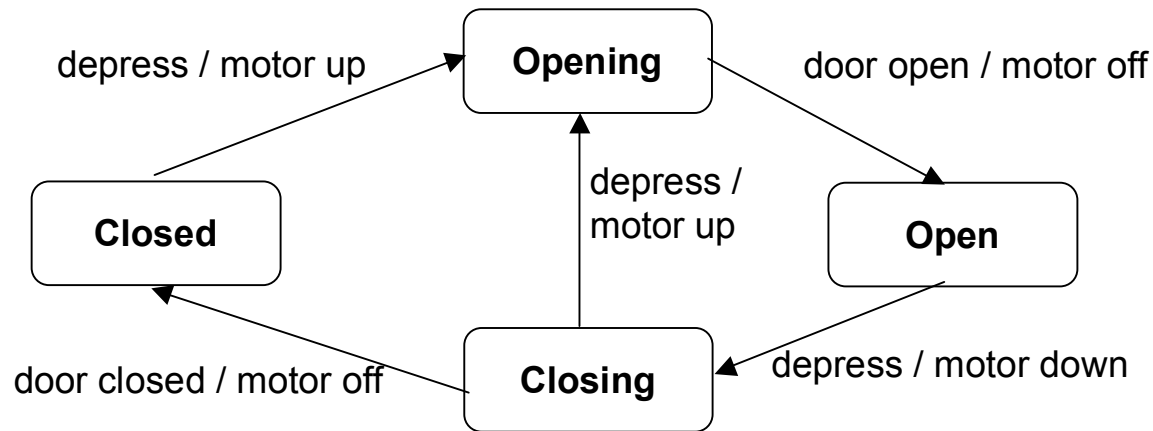 Opening
depress / motor up
door open / motor off
depress /
motor up
Closed
Open
Closing
door closed / motor off
depress / motor down